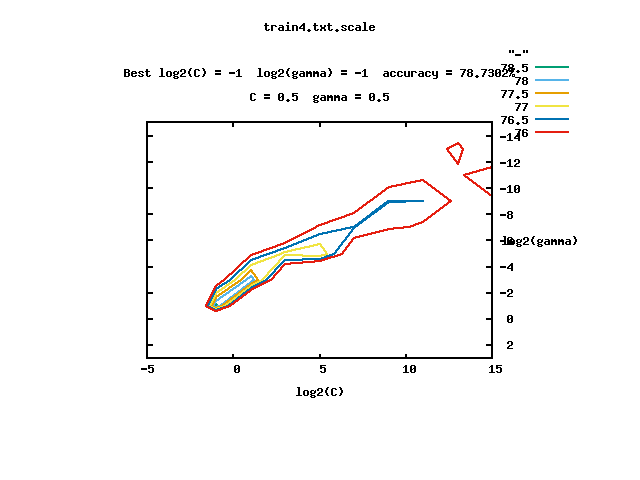 train4.txt.scale
"-"
Best log2(C) = -1  log2(gamma) = -1  accuracy = 78.7302%
78.5
78
77.5
C = 0.5  gamma = 0.5
77
76.5
76
-14
-12
-10
-8
-6
log2(gamma)
-4
-2
0
2
-5 0 5 10 15
log2(C)